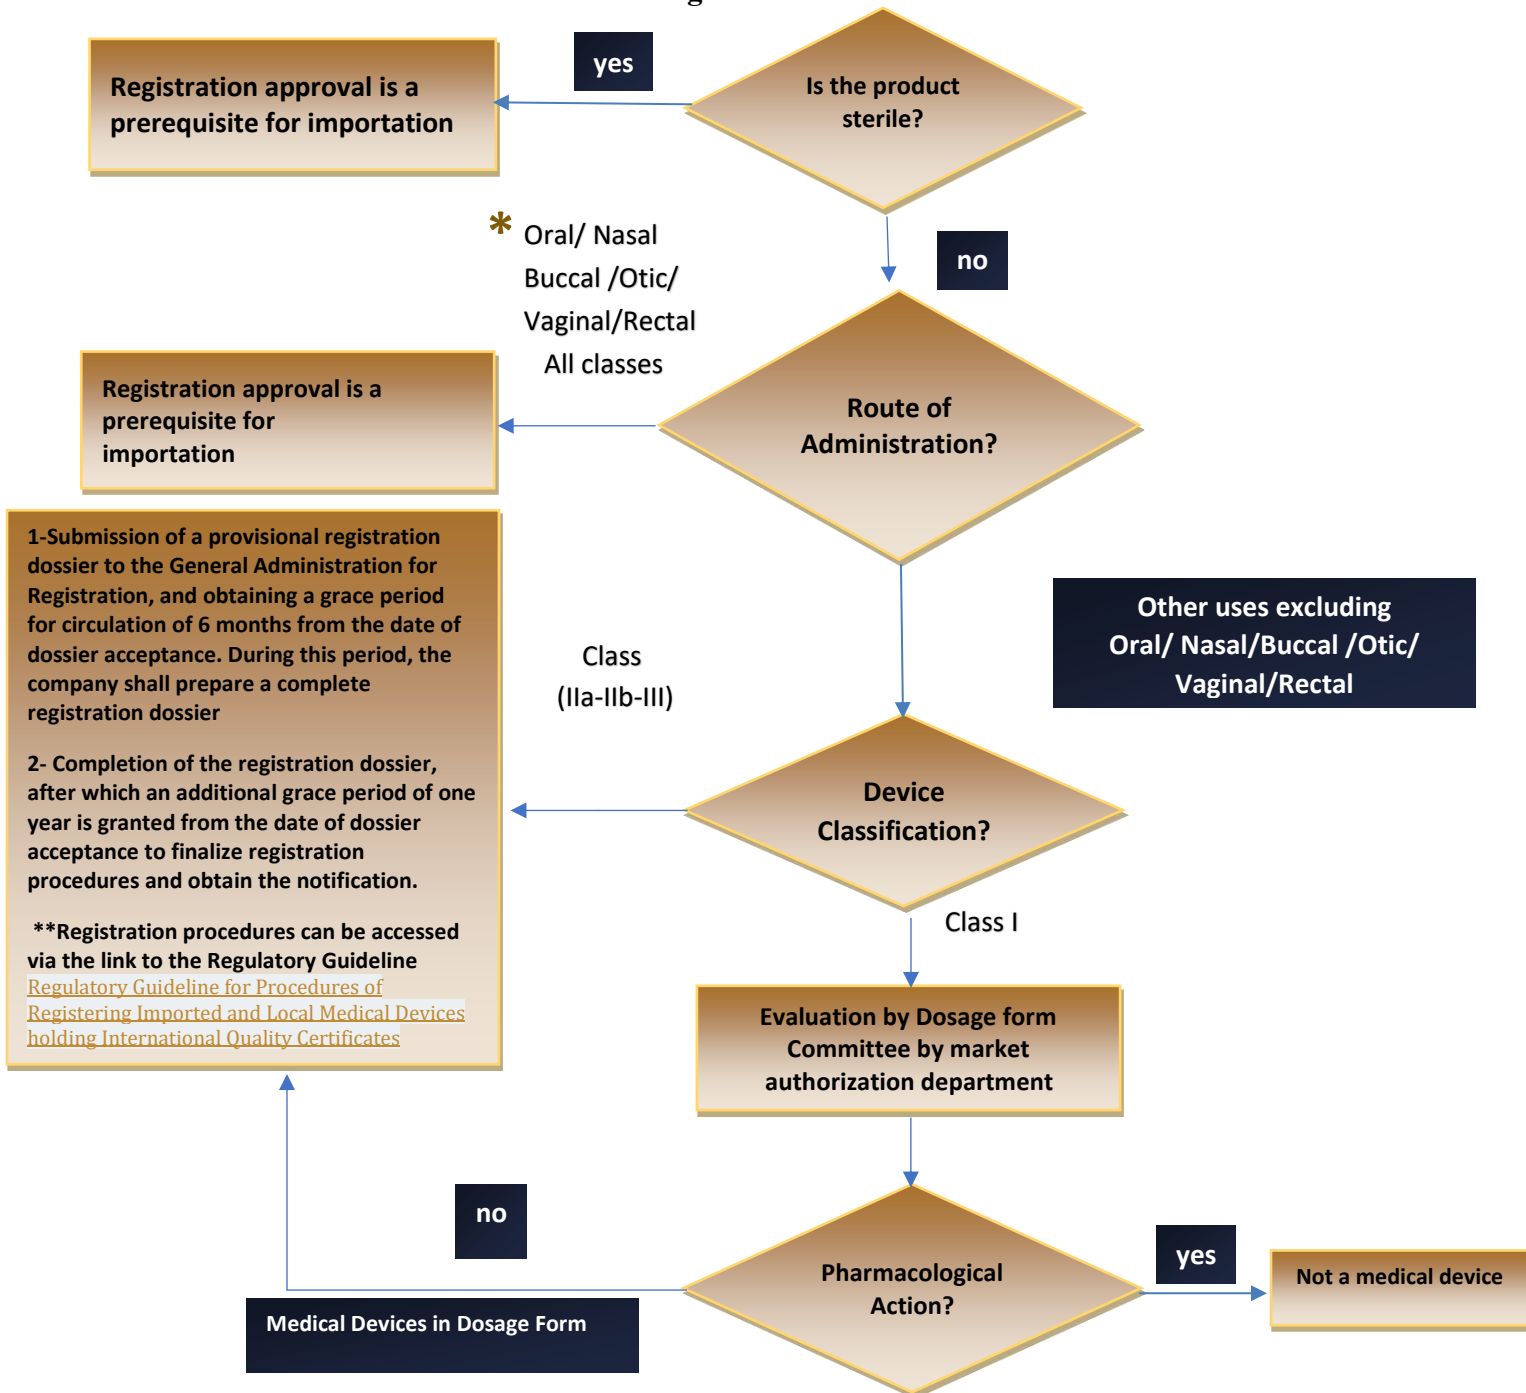 yes
Is the product
sterile?
Registration approval is a
prerequisite for importation
*
Oral/ Nasal
Buccal /Otic/
Vaginal/Rectal
All classes
no
Registration approval is a
prerequisite for
importation
Route of
Administration?
1-Submission of a provisional registration
dossier to the General Administration for
Registration, and obtaining a grace period
for circulation of 6 months from the date of
dossier acceptance. During this period, the
company shall prepare a complete
registration dossier
2- Completion of the registration dossier,
after which an additional grace period of one
year is granted from the date of dossier
acceptance to finalize registration
procedures and obtain the notification.
**Registration procedures can be accessed
via the link to the Regulatory Guideline
Regulatory Guideline for Procedures of
Registering Imported and Local Medical Devices
holding International Quality Certificates
Class
(IIa-IIb-III)
Other uses excluding
Oral/ Nasal/Buccal /Otic/
Vaginal/Rectal
Device
Classification?
Class I
Evaluation by Dosage form
Committee by market
authorization department
no
Pharmacological
Action?
yes
Not a medical device
Medical Devices in Dosage Form